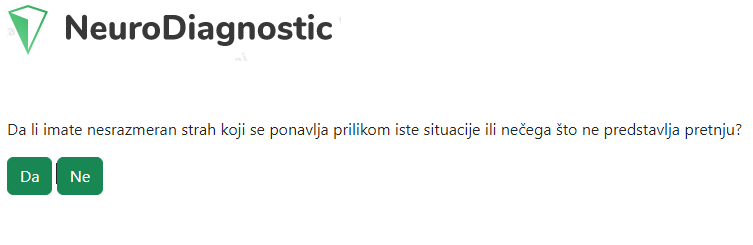 NeuroDiagnostic
Da li imate nesrazmeran strah koji se ponavlja prilikom iste situacije ili nečega što ne predstavlja pretnju?
Da Ne